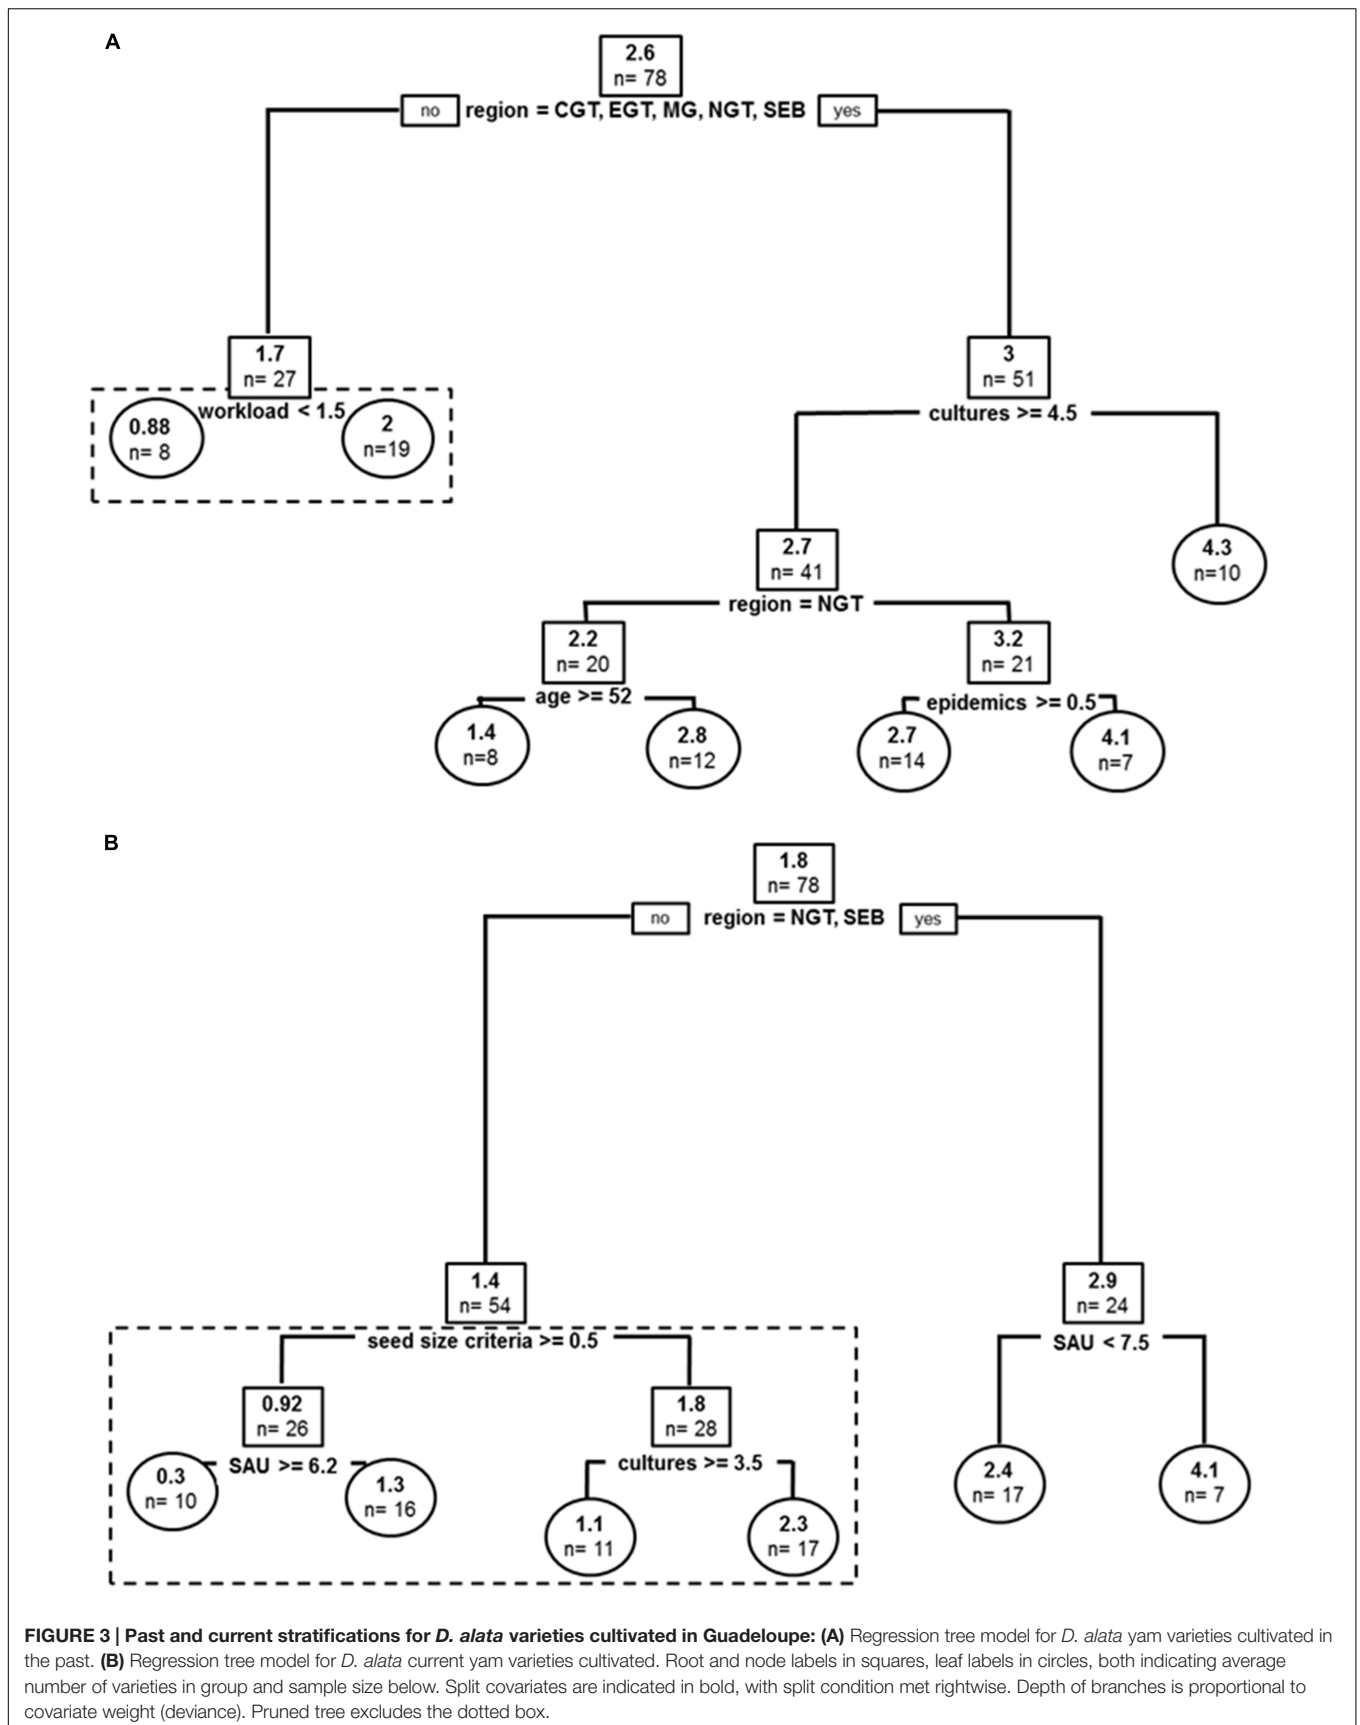 A
2.6
n= 78
no region = CGT, EGT, MG, NGT, SEB yes
1.7
n= 27
3
n= 51
workload < 1.5
cultures >= 4.5
0.88
n= 8
2
n=19
2.7
n= 41
4.3
n=10
region = NGT
2.2
n= 20
3.2
n= 21
age >= 52
epidemics >= 0.5
1.4
n=8
2.8
n=12
2.7
n=14
4.1
n=7
B
1.8
n= 78
no region = NGT, SEB yes
1.4
n= 54
2.9
n= 24
seed size criteria >= 0.5
SAU < 7.5
0.92
n= 26
1.8
n= 28
SAU >= 6.2
cultures >= 3.5
0.3
n= 10
1.3
n= 16
2.4
n= 17
4.1
n= 7
1.1
n= 11
2.3
n= 17
FIGURE 3 | Past and current stratifications for D. alata varieties cultivated in Guadeloupe: (A) Regression tree model for D. alata yam varieties cultivated in
the past. (B) Regression tree model for D. alata current yam varieties cultivated. Root and node labels in squares, leaf labels in circles, both indicating average
number of varieties in group and sample size below. Split covariates are indicated in bold, with split condition met rightwise. Depth of branches is proportional to
covariate weight (deviance). Pruned tree excludes the dotted box.